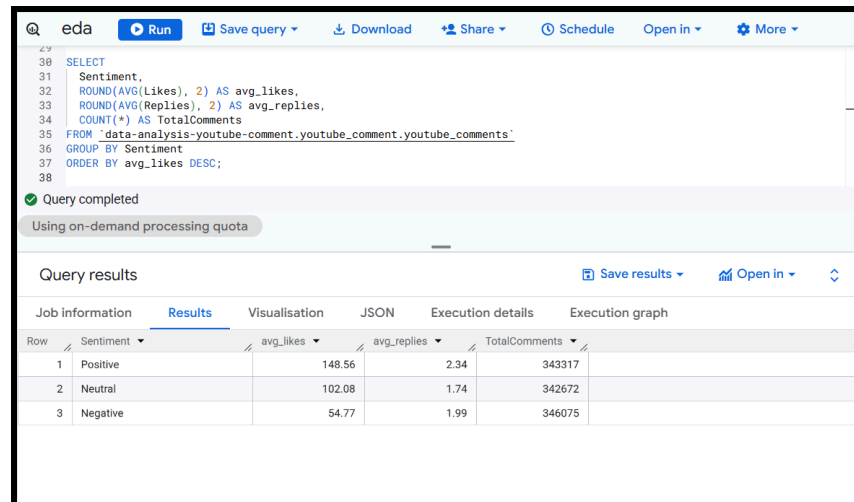 eda Run Save query Download Share Schedule Open in More
29
30 SELECT
31 Sentiment,
32 ROUND(AVG(Likes), 2) AS avg_likes,
33 ROUND(AVG(Replies), 2) AS avg_replies,
34 COUNT(*) AS TotalComments
35 FROM `data-analysis-youtube-comment.youtube_comment.youtube_comments`
36 GROUP BY Sentiment
37 ORDER BY avg_likes DESC;
38
Query completed
Using on-demand processing quota
Query results Save results Open in
Job information Results Visualisation JSON Execution details Execution graph
Row Sentiment avg_likes avg_replies TotalComments
1 Positive 148.56 2.34 343317
2 Neutral 102.08 1.74 342672
3 Negative 54.77 1.99 346075